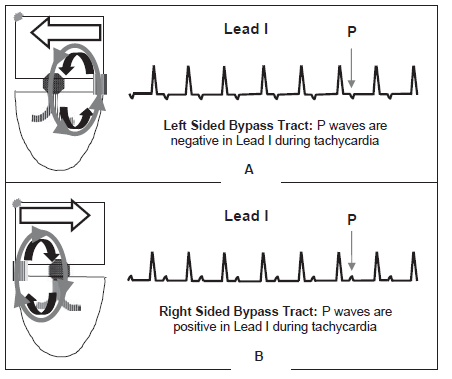 Lead I
P
Left Sided Bypass Tract: P waves are
negative in Lead I during tachycardia
A
Lead I
P
Right Sided Bypass Tract: P waves are
positive in Lead I during tachycardia
B